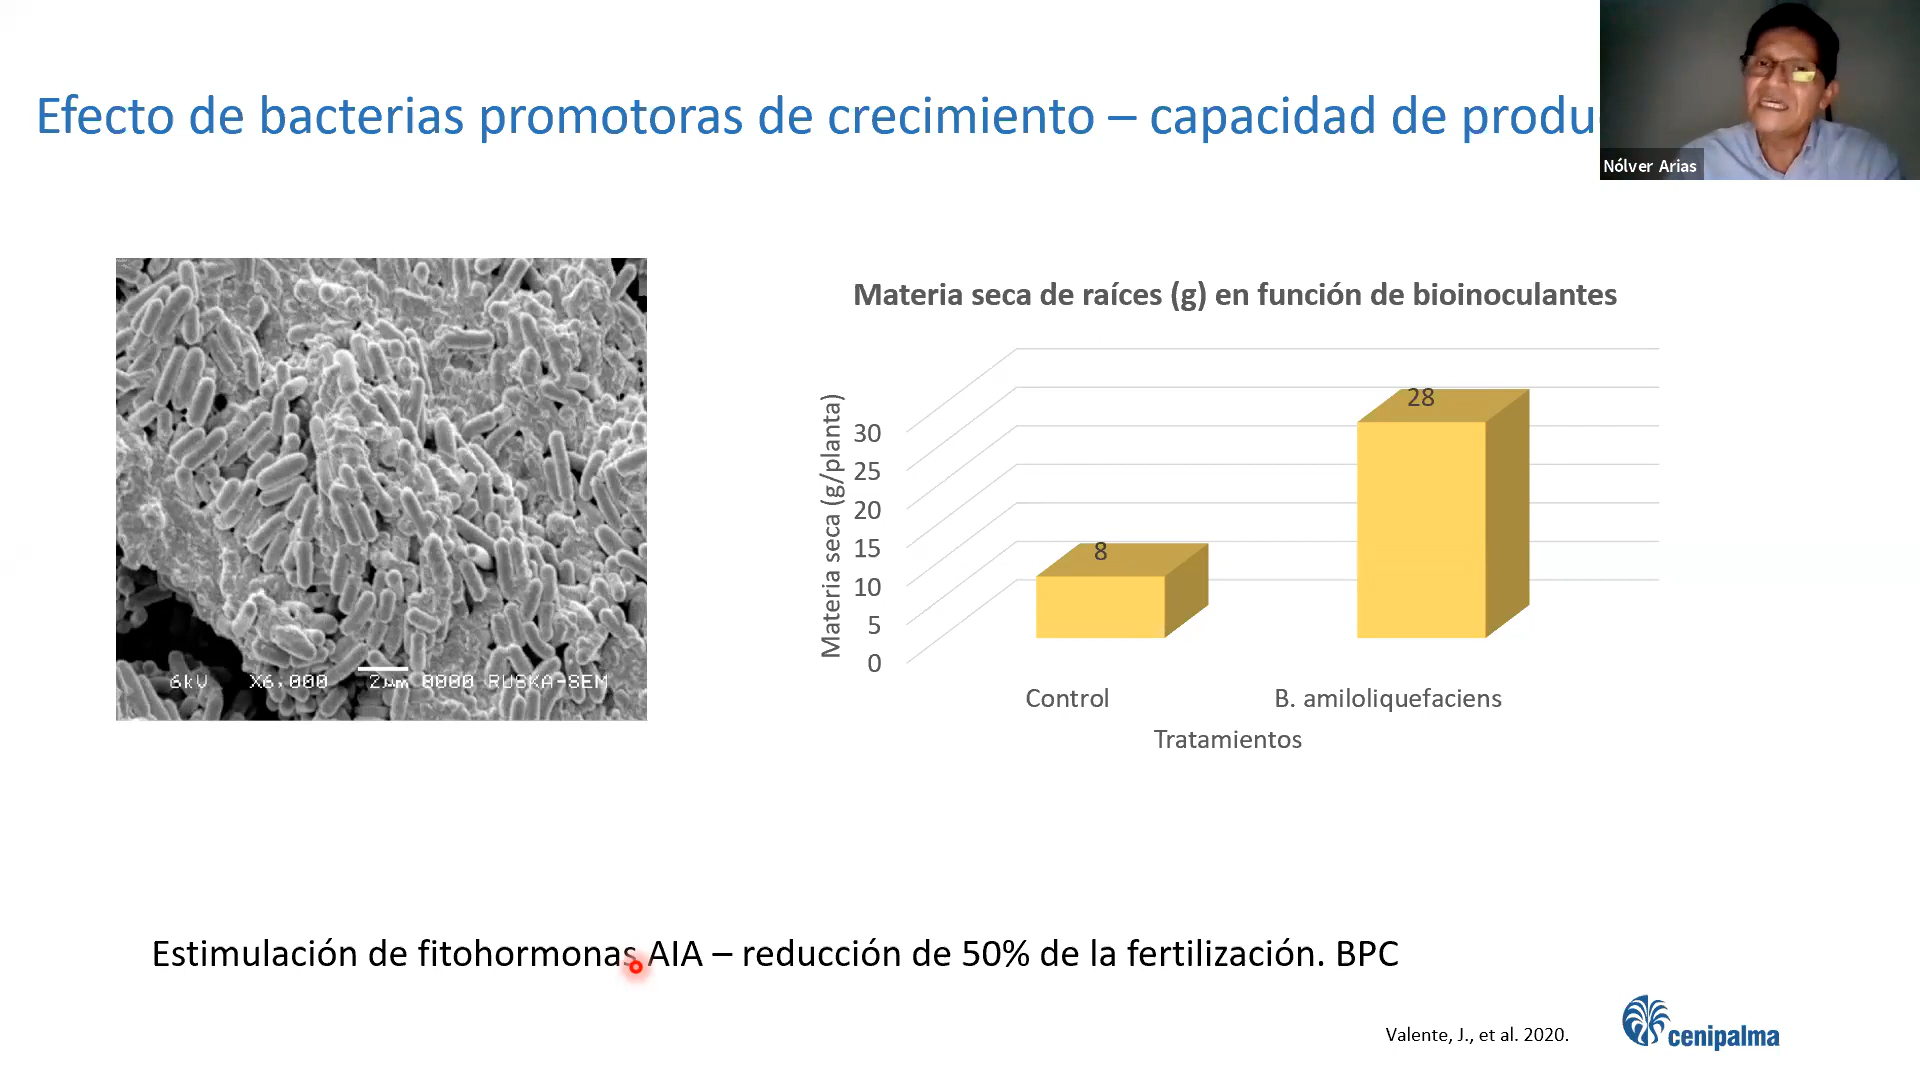 Efecto de bacterias promotoras de crecimiento – capacidad de produ
Nólver Arias
6kV X6,000 2µm 0000 RUSKA-SEM
Materia seca de raíces (g) en función de bioinoculantes
Materia seca (g/planta)
30
25
20
15
10
5
0
8
28
Control
B. amiloliquefaciens
Tratamientos
Estimulación de fitohormonas AIA – reducción de 50% de la fertilización. BPC
Valente, J., et al. 2020.
cenipalma